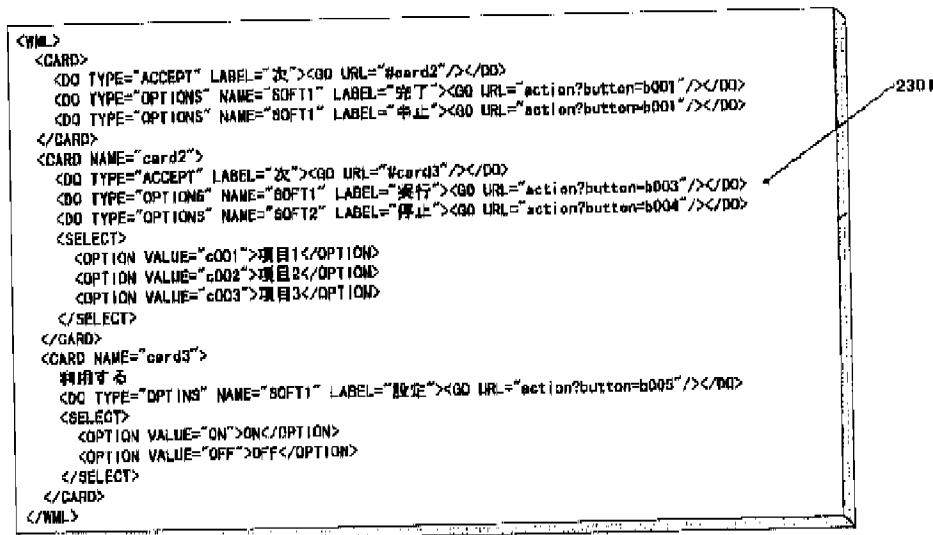 <WML>
<CARD>
<DO TYPE="ACCEPT" LABEL="次"><GO URL="#card2"/></DO>
<DO TYPE="OPTIONS" NAME="SOFT1" LABEL="完了"><GO URL="action?button=b001"/></DO>
<DO TYPE="OPTIONS" NAME="SOFT1" LABEL="中止"><GO URL="action?button=b001"/></DO>
</CARD>
<CARD NAME="card2">
<DO TYPE="ACCEPT" LABEL="次"><GO URL="#card3"/></DO>
<DO TYPE="OPTIONS" NAME="SOFT1" LABEL="実行"><GO URL="action?button=b003"/></DO>
<DO TYPE="OPTIONS" NAME="SOFT2" LABEL="停止"><GO URL="action?button=b004"/></DO>
<SELECT>
<OPTION VALUE="c001">項目1</OPTION>
<OPTION VALUE="c002">項目2</OPTION>
<OPTION VALUE="c003">項目3</OPTION>
</SELECT>
</CARD>
<CARD NAME="card3">
利用する
<DO TYPE="OPTINS" NAME="SOFT1" LABEL="設定"><GO URL="action?button=b005"/></DO>
<SELECT>
<OPTION VALUE="ON">ON</OPTION>
<OPTION VALUE="OFF">OFF</OPTION>
</SELECT>
</CARD>
</WML>
2301